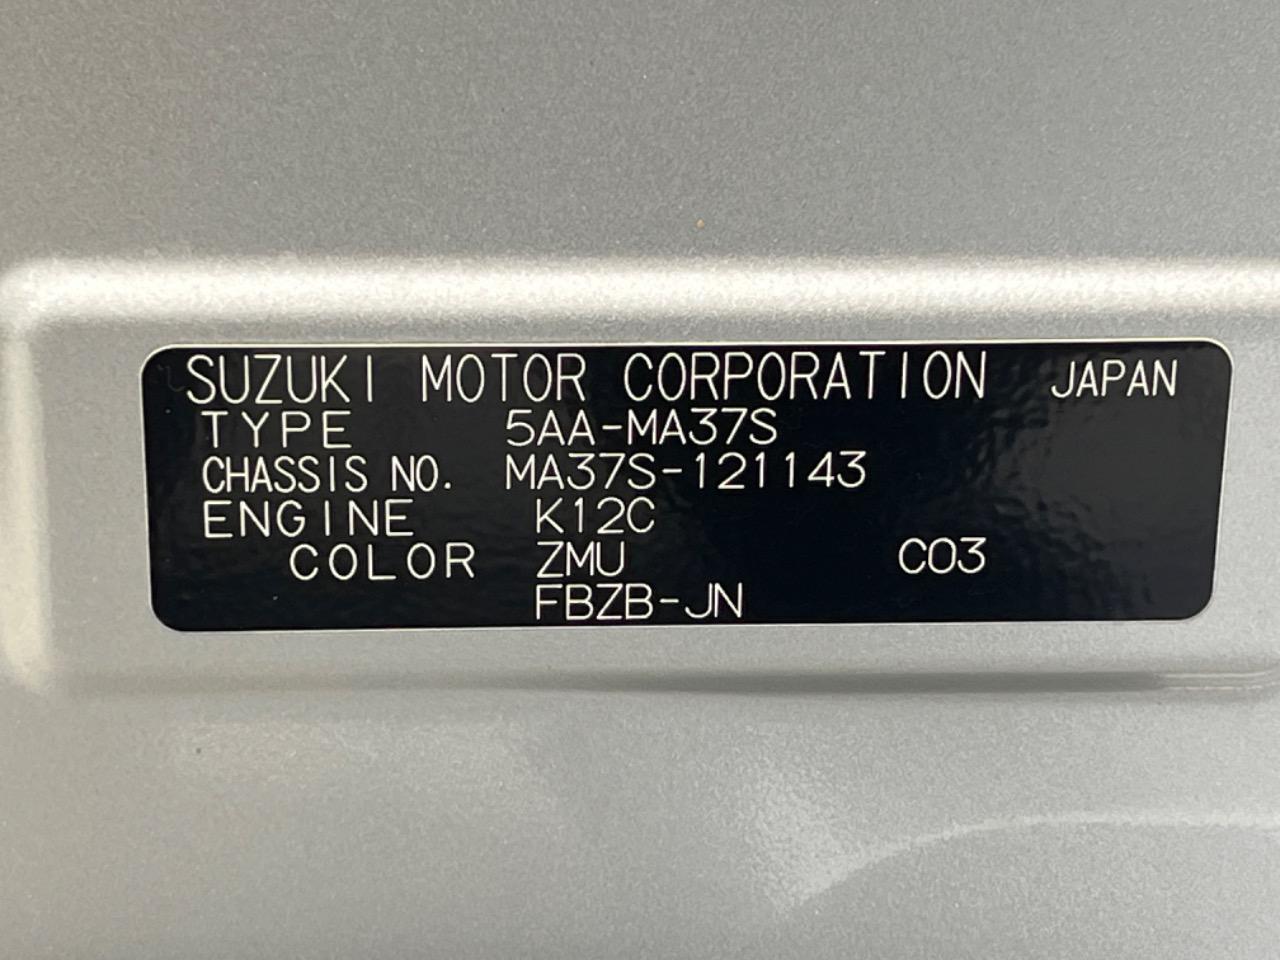 SUZUKI MOTOR CORPORATION JAPAN
TYPE 5AA-MA37S
CHASSIS NO. MA37S-121143
ENGINE K12C
COLOR ZMU C03
FBZB-JN